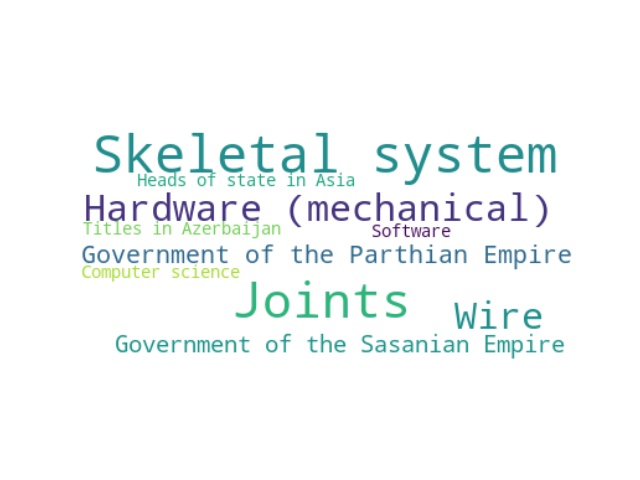 Skeletal system
Heads of state in Asia
Hardware (mechanical)
Titles in Azerbaijan
Software
Government of the Parthian Empire
Computer science
Joints
Wire
Government of the Sasanian Empire